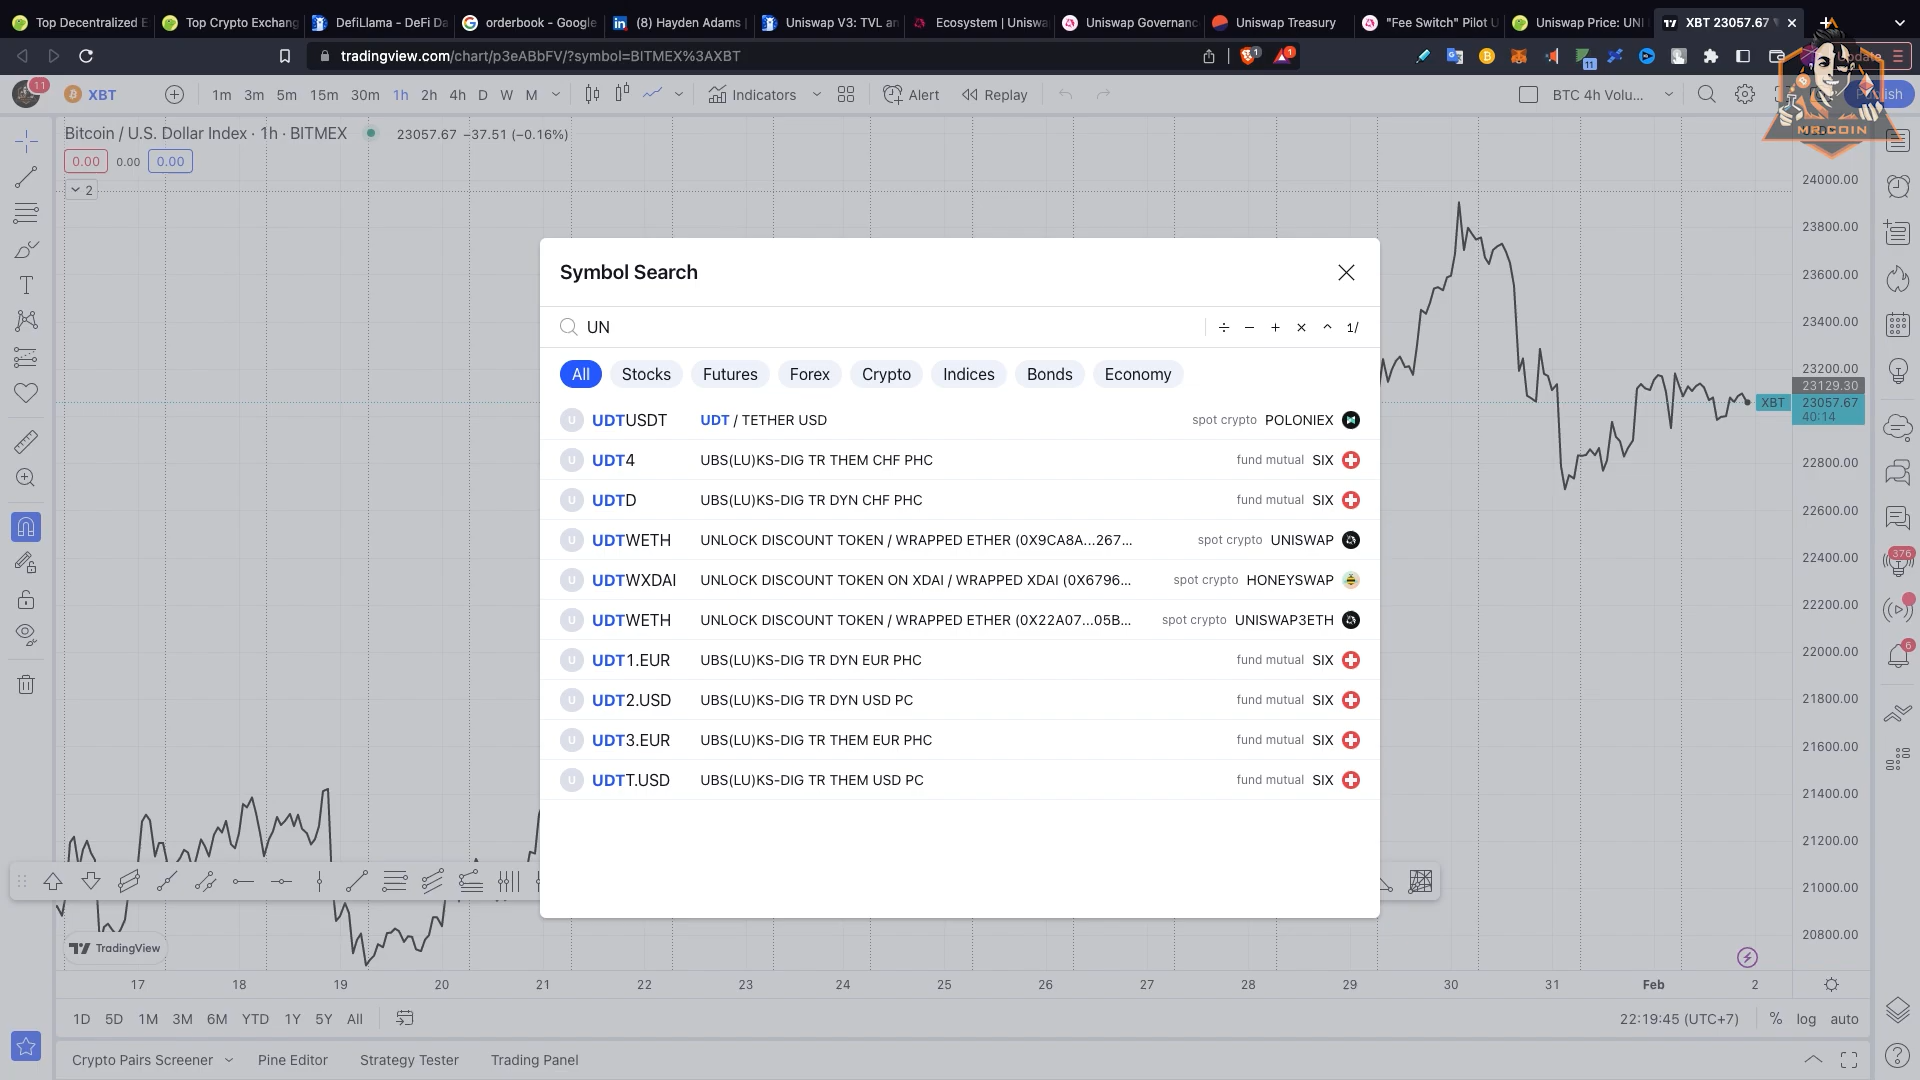 Top Decentralized E
Top Crypto Exchang
DefiLlama - DeFi Da
orderbook - Google
(8) Hayden Adams |
Uniswap V3: TVL an
Ecosystem | Uniswa
Uniswap Governanc
Uniswap Treasury
"Fee Switch" Pilot U
Uniswap Price: UNI
XBT 23057.67
tradingview.com/chart/p3eABbFV/?symbol=BITMEX%3AXBT
1
1
11
11
XBT
1m 3m 5m 15m 30m 1h 2h 4h D W M
Indicators
Alert
Replay
BTC 4h Volu...
MR.COIN
Bitcoin / U.S. Dollar Index · 1h · BITMEX
23057.67 −37.51 (−0.16%)
0.00 0.00 0.00
2
Symbol Search
UN
÷ − + × ^ 1/
All Stocks Futures Forex Crypto Indices Bonds Economy
U UDTUSDT UDT / TETHER USD spot crypto POLONIEX
U UDT4 UBS(LU)KS-DIG TR THEM CHF PHC fund mutual SIX
U UDTD UBS(LU)KS-DIG TR DYN CHF PHC fund mutual SIX
U UDTWETH UNLOCK DISCOUNT TOKEN / WRAPPED ETHER (0X9CA8A...267... spot crypto UNISWAP
U UDTWXDAI UNLOCK DISCOUNT TOKEN ON XDAI / WRAPPED XDAI (0X6796... spot crypto HONEYSWAP
U UDTWETH UNLOCK DISCOUNT TOKEN / WRAPPED ETHER (0X22A07...05B... spot crypto UNISWAP3ETH
U UDT1.EUR UBS(LU)KS-DIG TR DYN EUR PHC fund mutual SIX
U UDT2.USD UBS(LU)KS-DIG TR DYN USD PC fund mutual SIX
U UDT3.EUR UBS(LU)KS-DIG TR THEM EUR PHC fund mutual SIX
U UDTT.USD UBS(LU)KS-DIG TR THEM USD PC fund mutual SIX
24000.00
23800.00
23600.00
23400.00
23200.00
23129.30
XBT 23057.67
40:14
22800.00
22600.00
22400.00
22200.00
22000.00
21800.00
21600.00
21400.00
21200.00
21000.00
20800.00
376
6
TradingView
17 18 19 20 21 22 23 24 25 26 27 28 29 30 31 Feb 2
1D 5D 1M 3M 6M YTD 1Y 5Y All
22:19:45 (UTC+7) % log auto
Crypto Pairs Screener Pine Editor Strategy Tester Trading Panel